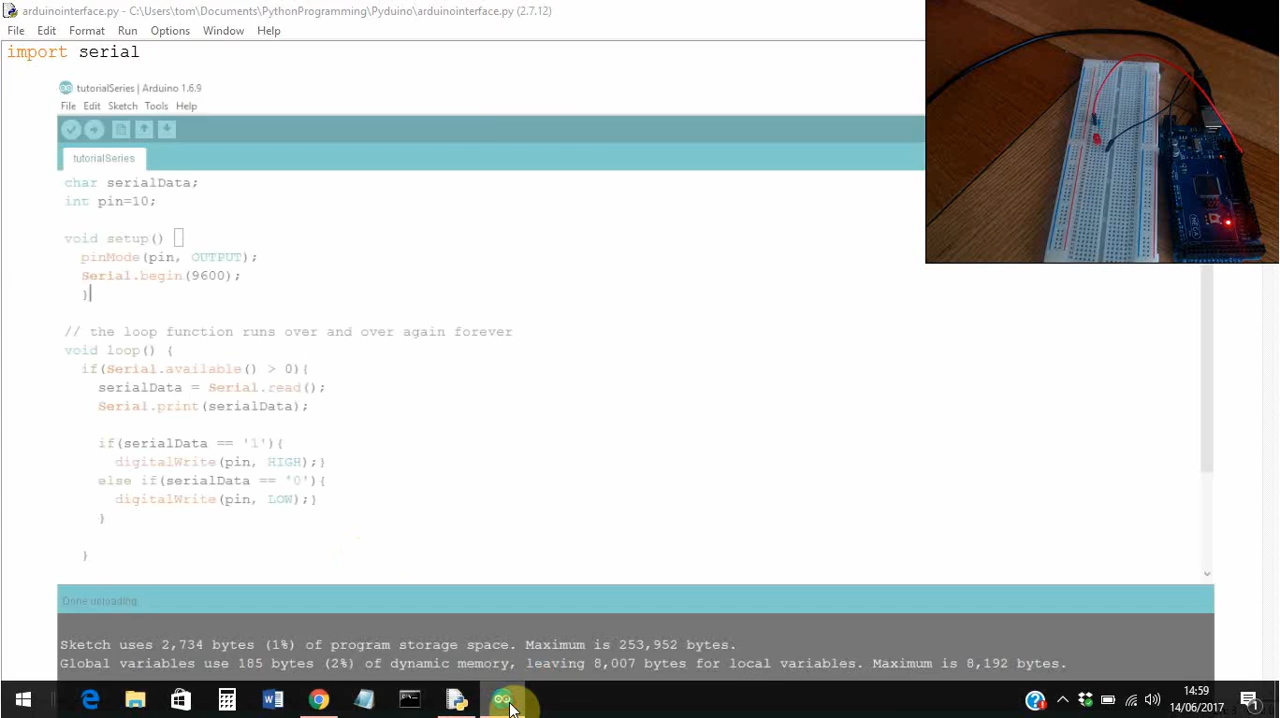 arduinointerface.py - C:\Users\tom\Documents\PythonProgramming\Pyduino\arduinointerface.py (2.7.12)
File Edit Format Run Options Window Help
import serial
tutorialSeries | Arduino 1.6.9
File Edit Sketch Tools Help
tutorialSeries
char serialData;
int pin=10;
void setup() {
pinMode(pin, OUTPUT);
Serial.begin(9600);
}
// the loop function runs over and over again forever
void loop() {
if(Serial.available() > 0){
serialData = Serial.read();
Serial.print(serialData);
if(serialData == '1'){
digitalWrite(pin, HIGH);}
else if(serialData == '0'){
digitalWrite(pin, LOW);}
}
}
Done uploading.
Sketch uses 2,734 bytes (1%) of program storage space. Maximum is 253,952 bytes.
Global variables use 185 bytes (2%) of dynamic memory, leaving 8,007 bytes for local variables. Maximum is 8,192 bytes.
14:59
14/06/2017